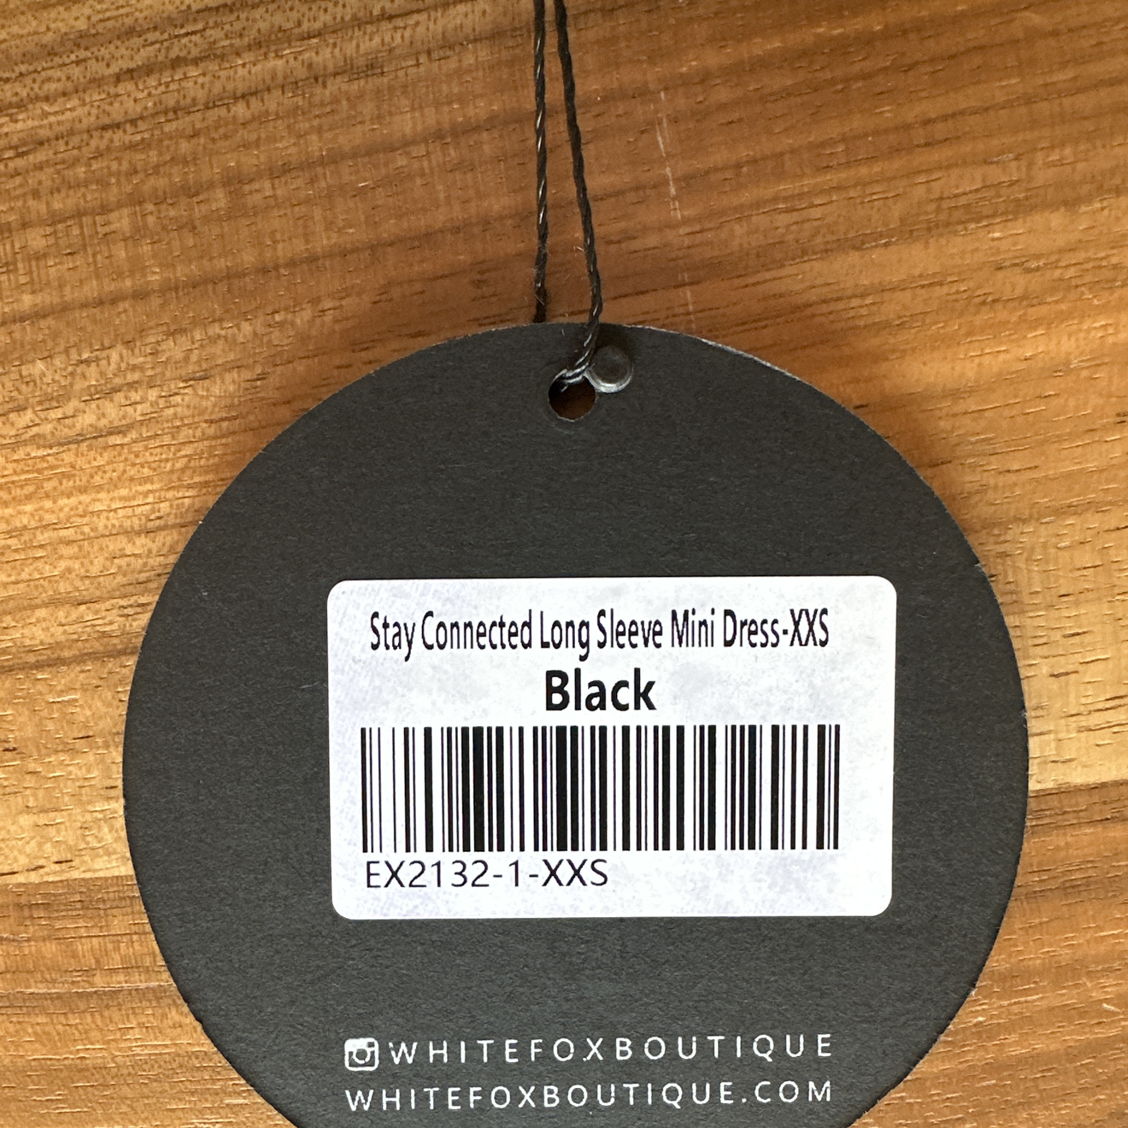 Stay Connected Long Sleeve Mini Dress-XXS
Black
EX2132-1-XXS
WHITEFOXBOUTIQUE
WHITEFOXBOUTIQUE.COM